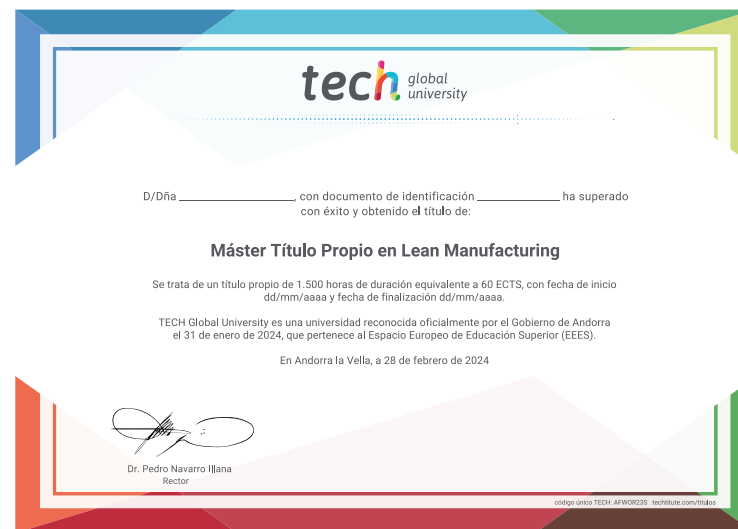 tech global
university
D/Dña ____________, con documento de identificación ____________ ha superado
con éxito y obtenido el título de:
Máster Título Propio en Lean Manufacturing
Se trata de un título propio de 1.500 horas de duración equivalente a 60 ECTS, con fecha de inicio
dd/mm/aaaa y fecha de finalización dd/mm/aaaa.
TECH Global University es una universidad reconocida oficialmente por el Gobierno de Andorra
el 31 de enero de 2024, que pertenece al Espacio Europeo de Educación Superior (EEES).
En Andorra la Vella, a 28 de febrero de 2024
Dr. Pedro Navarro Illana
Rector
código único TECH: AFWOR23S techtitute.com/titulos